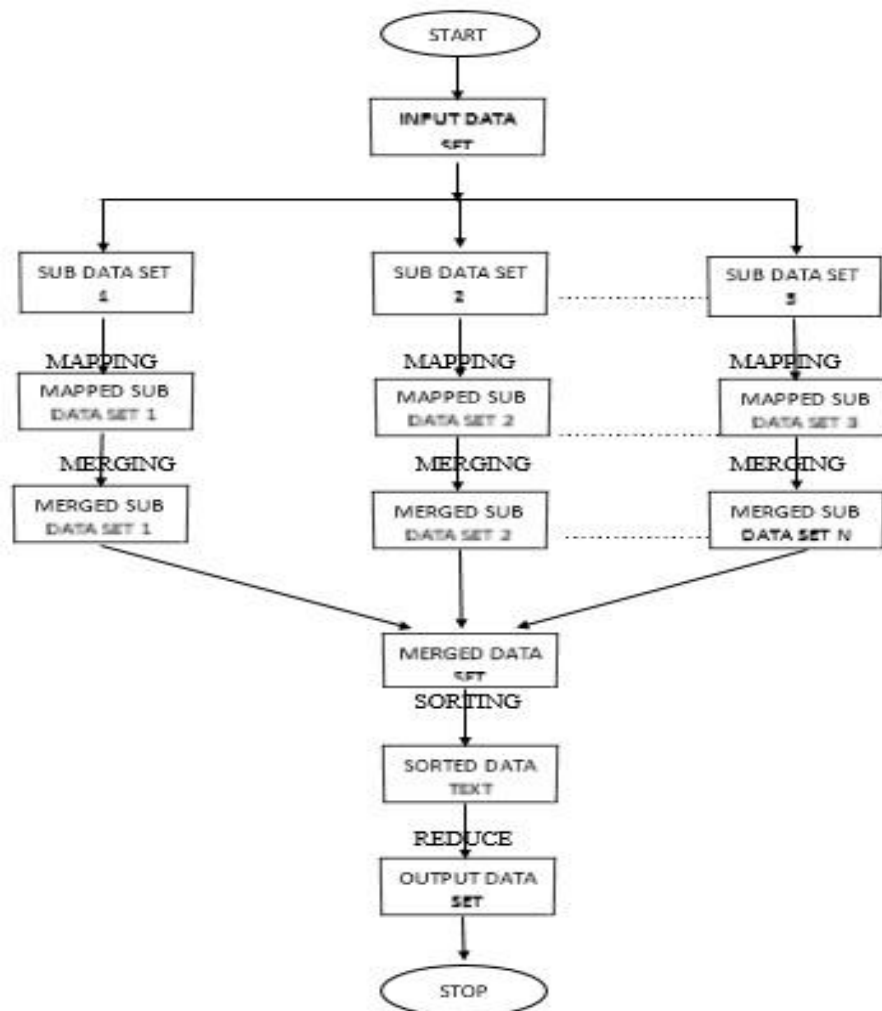 START
INPUT DATA
SET
SUB DATA SET
1
SUB DATA SET
2
SUB DATA SET
3
MAPPING
MAPPING
MAPPING
MAPPED SUB
DATA SET 1
MAPPED SUB
DATA SET 2
MAPPED SUB
DATA SET 3
MERGING
MERGING
MERGING
MERGED SUB
DATA SET 1
MERGED SUB
DATA SET 2
MERGED SUB
DATA SET N
MERGED DATA
SET
SORTING
SORTED DATA
TEXT
REDUCE
OUTPUT DATA
SET
STOP